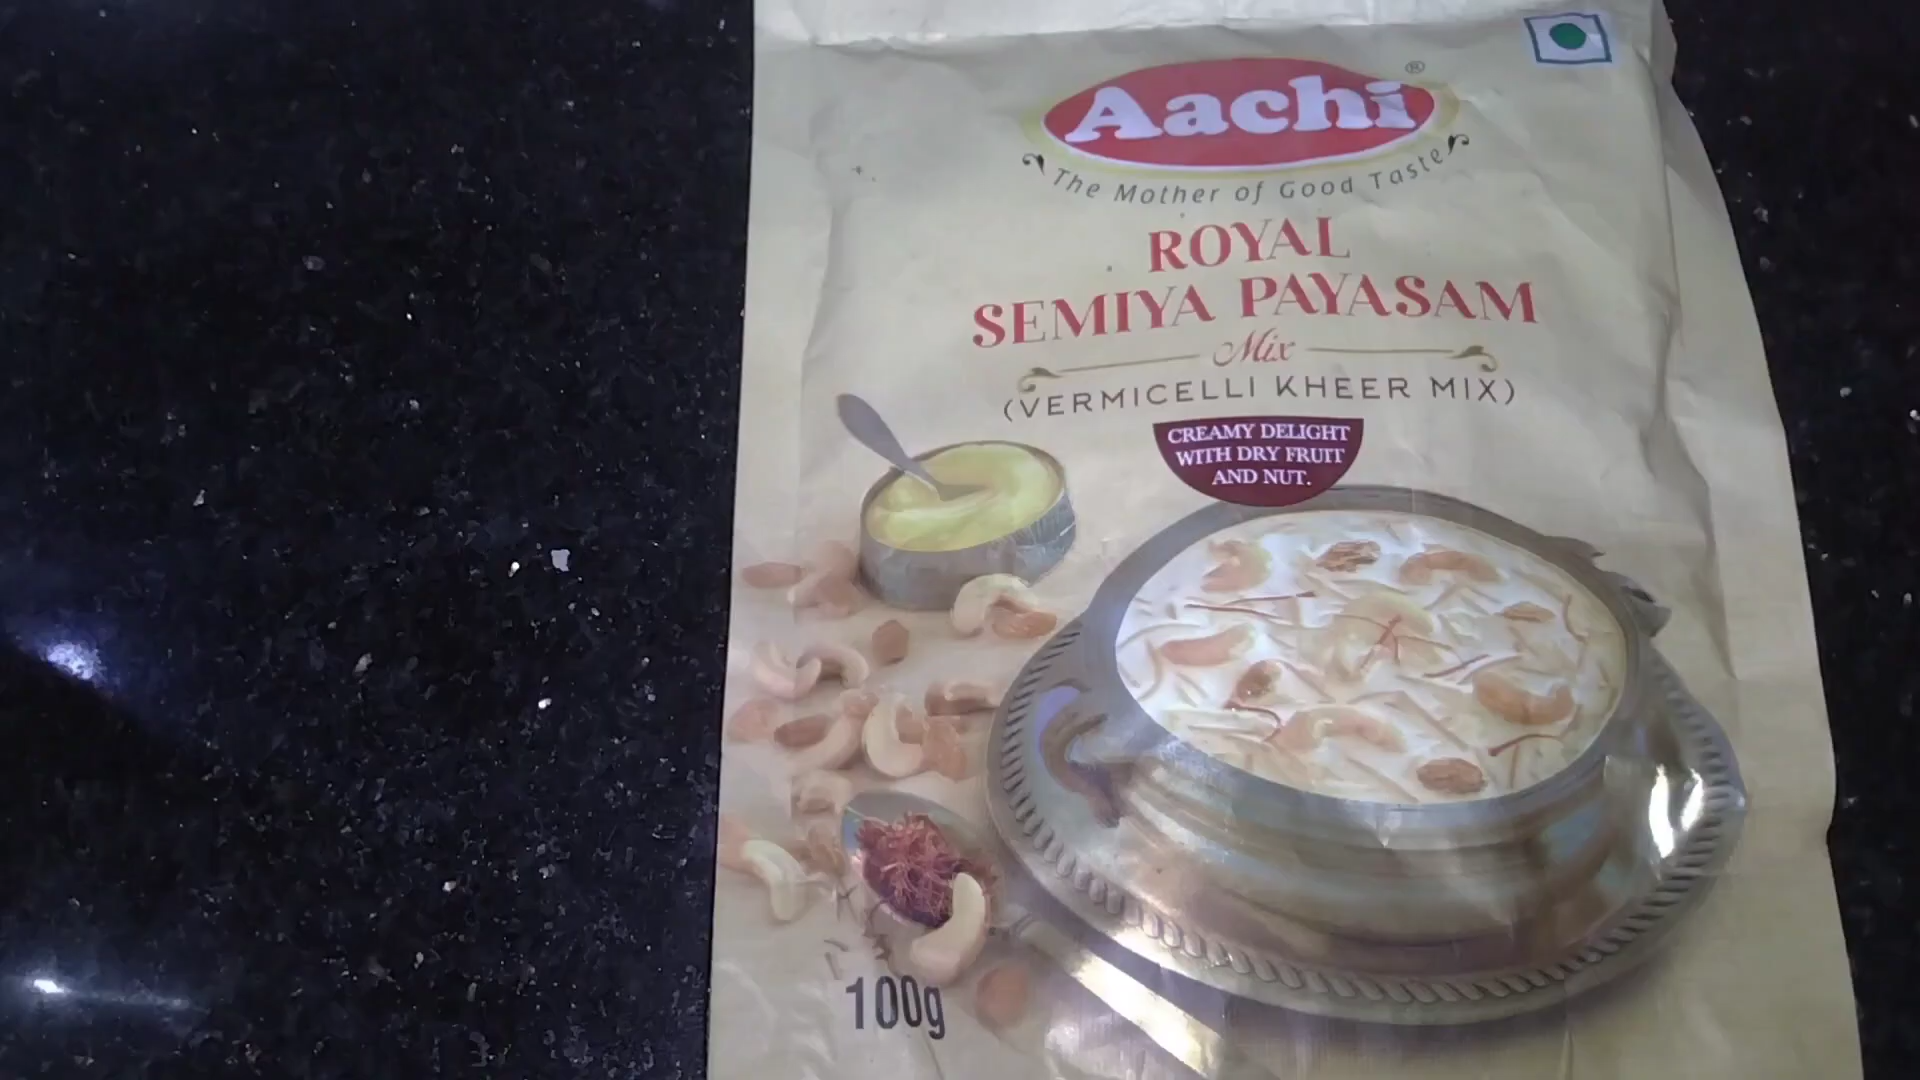 Aachi ®
The Mother of Good Taste
ROYAL
SEMIYA PAYASAM
Mix
(VERMICELLI KHEER MIX)
CREAMY DELIGHT
WITH DRY FRUIT
AND NUT.
100g